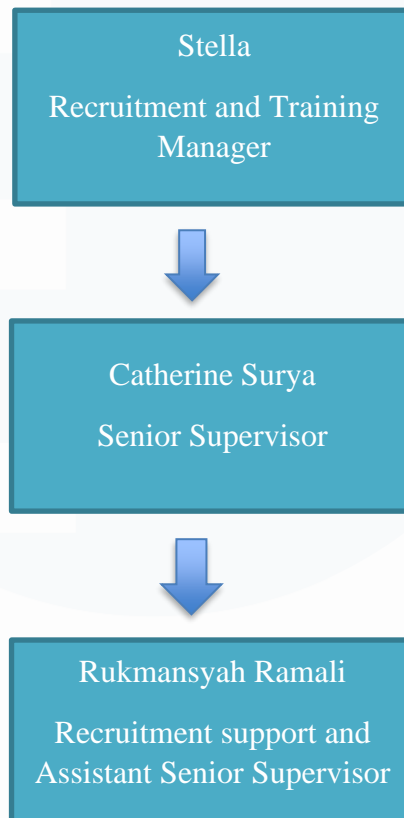 Stella
Recruitment and Training
Manager
Catherine Surya
Senior Supervisor
Rukmansyah Ramali
Recruitment support and
Assistant Senior Supervisor